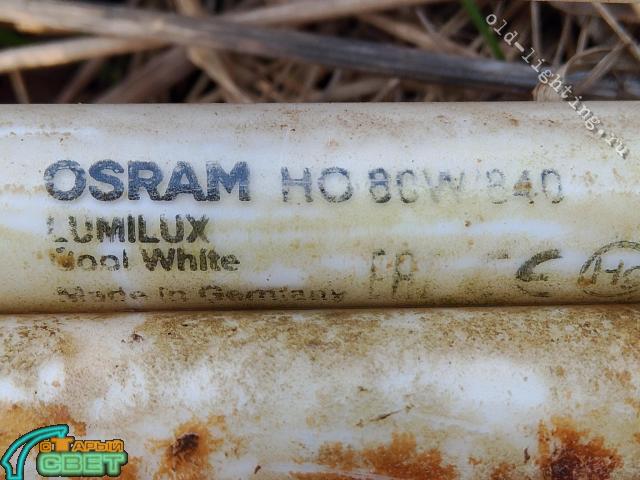 old-lighting.ru
OSRAM HO 80W/840
LUMILUX
Cool White
Made in Germany
СТАРЫЙ
СВЕТ